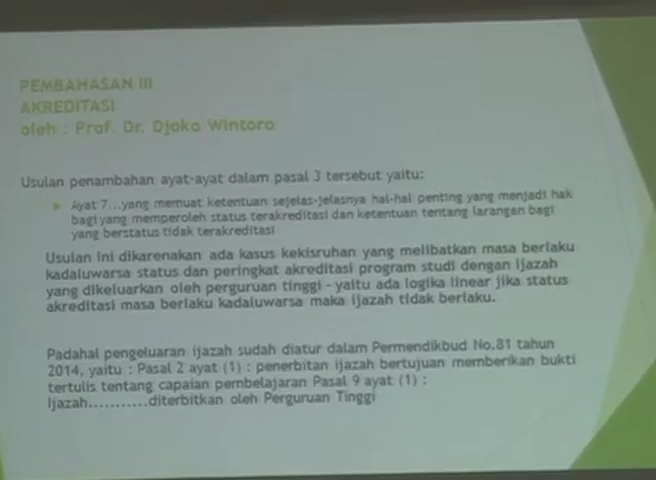 PEMBAHASAN III
AKREDITASI
oleh : Prof. Dr. Djoko Wintoro
Usulan penambahan ayat-ayat dalam pasal 3 tersebut yaitu:
Ayat 7...yang memuat ketentuan sejelas-jelasnya hal-hal penting yang menjadi hak
bagi yang memperoleh status terakreditasi dan ketentuan tentang larangan bagi
yang berstatus tidak terakreditasi
Usulan ini dikarenakan ada kasus kekisruhan yang melibatkan masa berlaku
kadaluwarsa status dan peringkat akreditasi program studi dengan ijazah
yang dikeluarkan oleh perguruan tinggi - yaitu ada logika linear jika status
akreditasi masa berlaku kadaluwarsa maka ijazah tidak berlaku.
Padahal pengeluaran ijazah sudah diatur dalam Permendikbud No.81 tahun
2014, yaitu : Pasal 2 ayat (1) : penerbitan ijazah bertujuan memberikan bukti
tertulis tentang capaian pembelajaran Pasal 9 ayat (1) :
Ijazah...........diterbitkan oleh Perguruan Tinggi